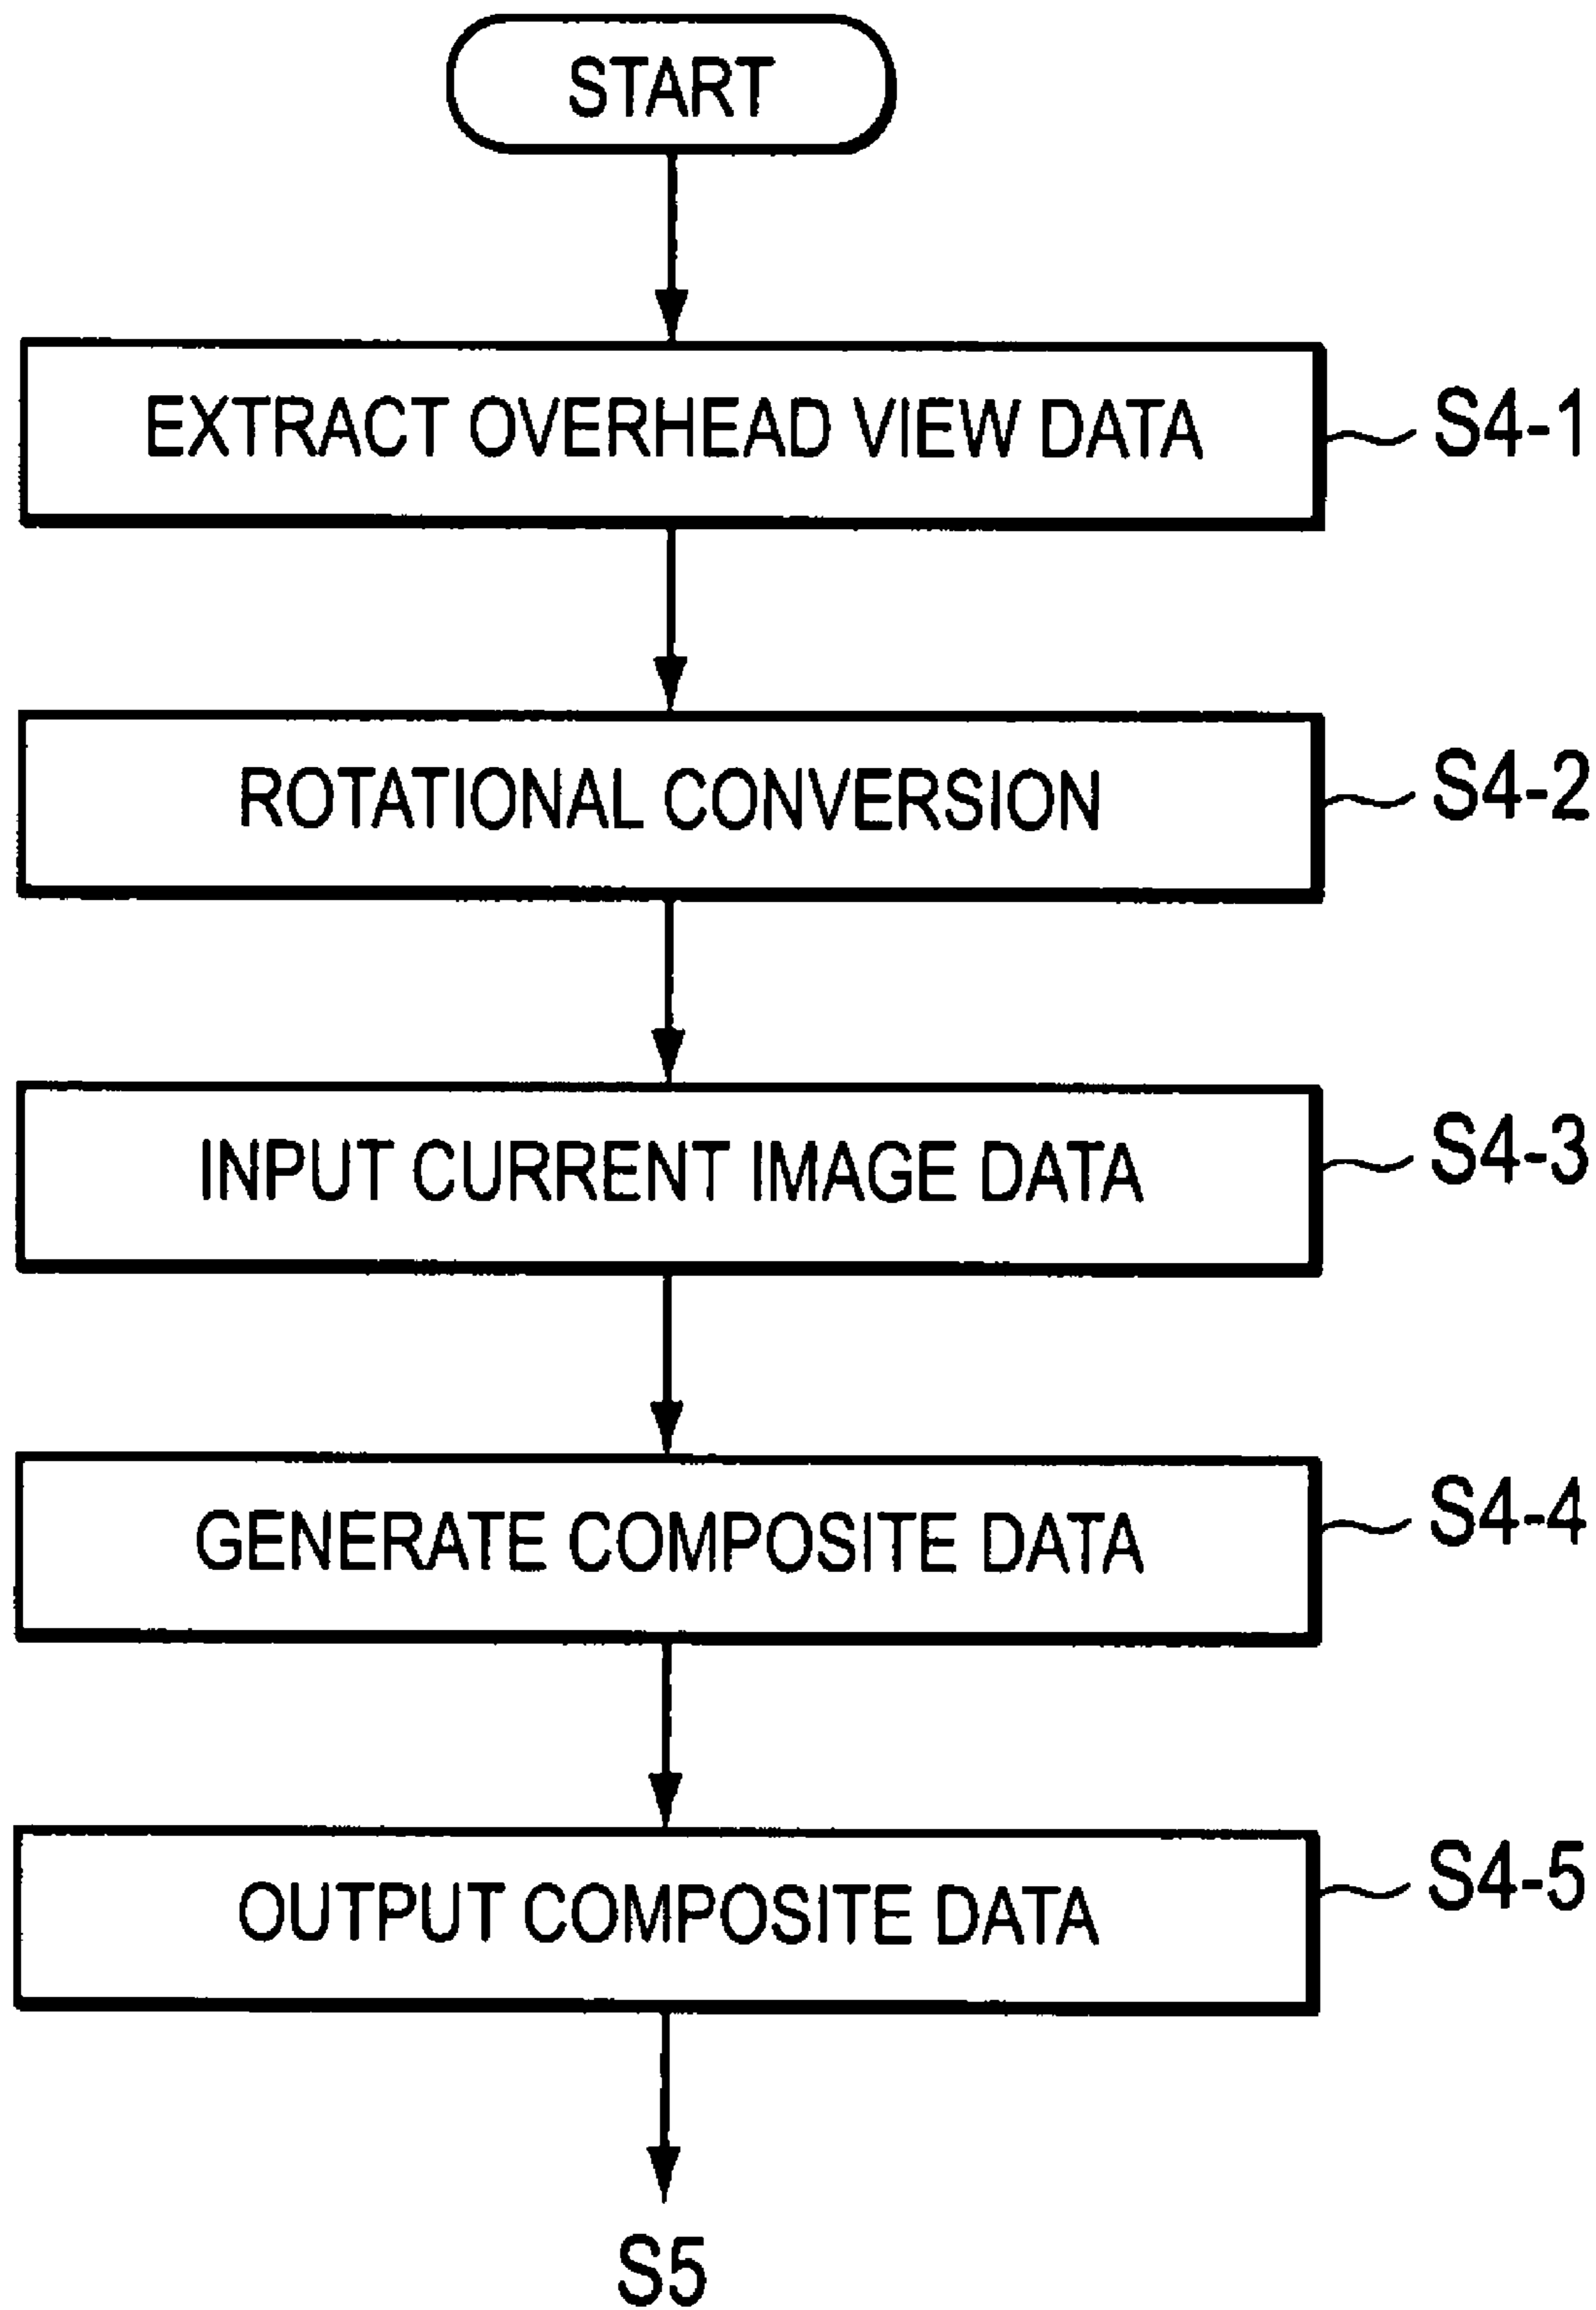 START
EXTRACT OVERHEAD VIEW DATA
S4-1
ROTATIONAL CONVERSION
S4-2
INPUT CURRENT IMAGE DATA
S4-3
GENERATE COMPOSITE DATA
S4-4
OUTPUT COMPOSITE DATA
S4-5
S5